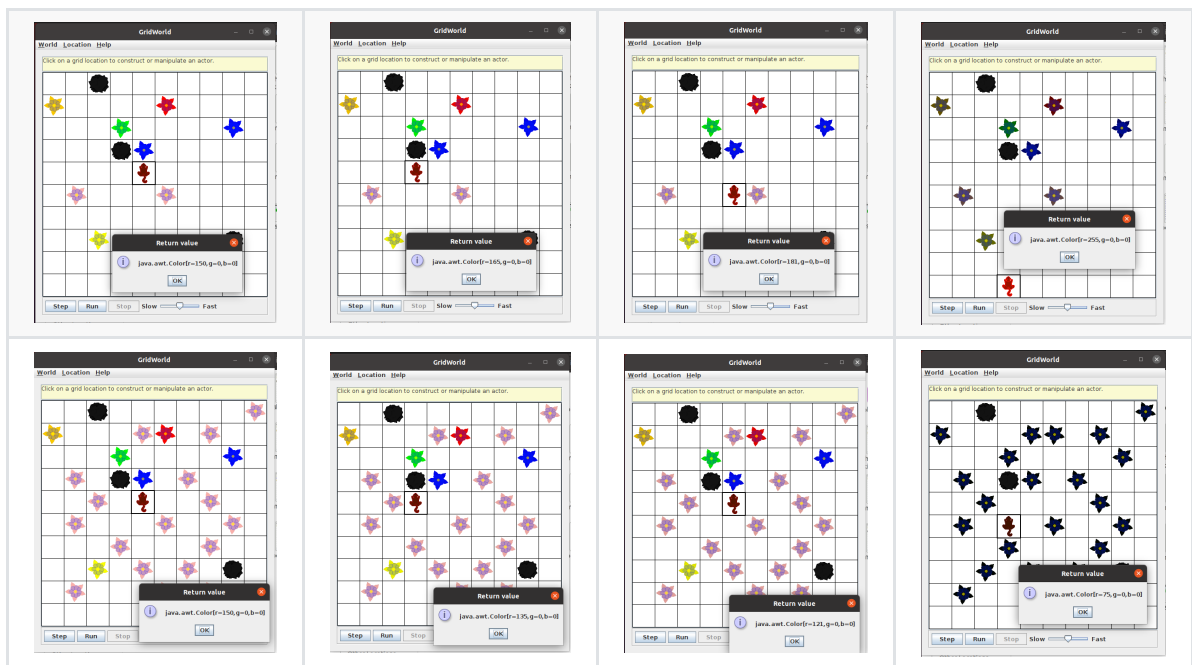 GridWorld
World Location Help
Click on a grid location to construct or manipulate an actor.
Return value
java.awt.Color[r=150,g=0,b=0]
OK
Step Run Stop Slow Fast
GridWorld
World Location Help
Click on a grid location to construct or manipulate an actor.
Return value
java.awt.Color[r=165,g=0,b=0]
OK
Step Run Stop Slow Fast
GridWorld
World Location Help
Click on a grid location to construct or manipulate an actor.
Return value
java.awt.Color[r=181,g=0,b=0]
OK
Step Run Stop Slow Fast
GridWorld
World Location Help
Click on a grid location to construct or manipulate an actor.
Return value
java.awt.Color[r=255,g=0,b=0]
OK
Step Run Stop Slow Fast
GridWorld
World Location Help
Click on a grid location to construct or manipulate an actor.
Return value
java.awt.Color[r=150,g=0,b=0]
OK
Step Run Stop
GridWorld
World Location Help
Click on a grid location to construct or manipulate an actor.
Return value
java.awt.Color[r=135,g=0,b=0]
OK
Step Run Stop
GridWorld
World Location Help
Click on a grid location to construct or manipulate an actor.
Return value
java.awt.Color[r=121,g=0,b=0]
OK
Step Run Stop
GridWorld
World Location Help
Click on a grid location to construct or manipulate an actor.
Return value
java.awt.Color[r=75,g=0,b=0]
OK
Step Run Stop Slow Fast